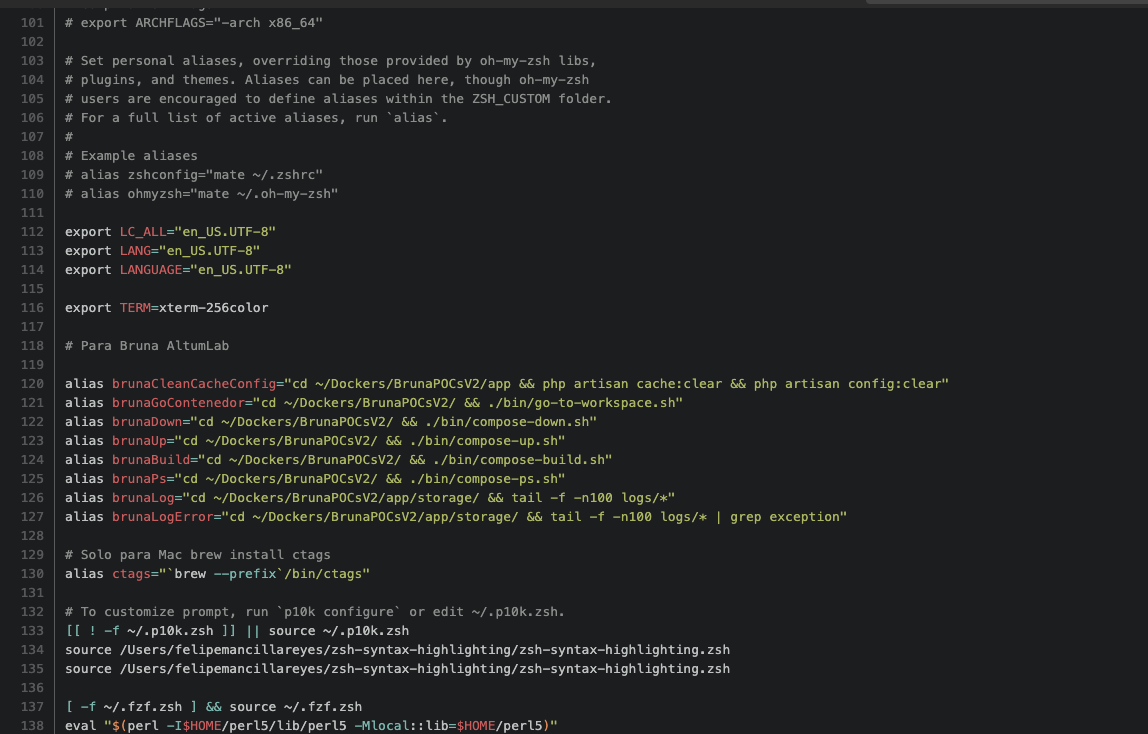 101 # export ARCHFLAGS="-arch x86_64"
102
103 # Set personal aliases, overriding those provided by oh-my-zsh libs,
104 # plugins, and themes. Aliases can be placed here, though oh-my-zsh
105 # users are encouraged to define aliases within the ZSH_CUSTOM folder.
106 # For a full list of active aliases, run `alias`.
107 #
108 # Example aliases
109 # alias zshconfig="mate ~/.zshrc"
110 # alias ohmyzsh="mate ~/.oh-my-zsh"
111
112 export LC_ALL="en_US.UTF-8"
113 export LANG="en_US.UTF-8"
114 export LANGUAGE="en_US.UTF-8"
115
116 export TERM=xterm-256color
117
118 # Para Bruna AltumLab
119
120 alias brunaCleanCacheConfig="cd ~/Dockers/BrunaPOCsV2/app && php artisan cache:clear && php artisan config:clear"
121 alias brunaGoContenedor="cd ~/Dockers/BrunaPOCsV2/ && ./bin/go-to-workspace.sh"
122 alias brunaDown="cd ~/Dockers/BrunaPOCsV2/ && ./bin/compose-down.sh"
123 alias brunaUp="cd ~/Dockers/BrunaPOCsV2/ && ./bin/compose-up.sh"
124 alias brunaBuild="cd ~/Dockers/BrunaPOCsV2/ && ./bin/compose-build.sh"
125 alias brunaPs="cd ~/Dockers/BrunaPOCsV2/ && ./bin/compose-ps.sh"
126 alias brunaLog="cd ~/Dockers/BrunaPOCsV2/app/storage/ && tail -f -n100 logs/*"
127 alias brunaLogError="cd ~/Dockers/BrunaPOCsV2/app/storage/ && tail -f -n100 logs/* | grep exception"
128
129 # Solo para Mac brew install ctags
130 alias ctags="`brew --prefix`/bin/ctags"
131
132 # To customize prompt, run `p10k configure` or edit ~/.p10k.zsh.
133 [[ ! -f ~/.p10k.zsh ]] || source ~/.p10k.zsh
134 source /Users/felipemancillareyes/zsh-syntax-highlighting/zsh-syntax-highlighting.zsh
135 source /Users/felipemancillareyes/zsh-syntax-highlighting/zsh-syntax-highlighting.zsh
136
137 [ -f ~/.fzf.zsh ] && source ~/.fzf.zsh
138 eval "$(perl -I$HOME/perl5/lib/perl5 -Mlocal::lib=$HOME/perl5)"